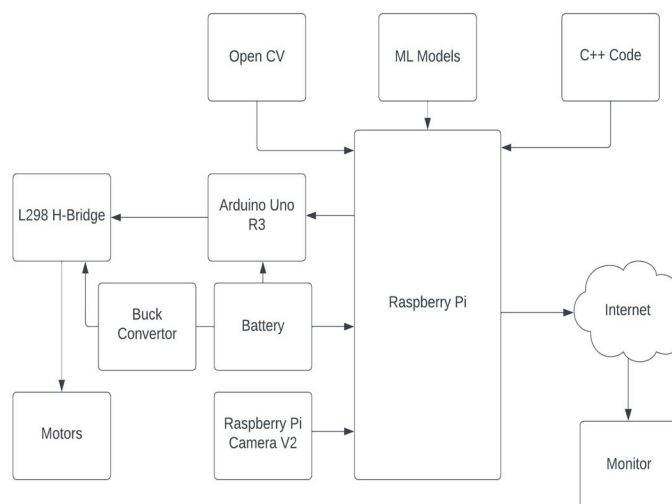 Open CV
ML Models
C++ Code
L298 H-Bridge
Arduino Uno
R3
Raspberry Pi
Internet
Buck
Convertor
Battery
Motors
Raspberry Pi
Camera V2
Monitor